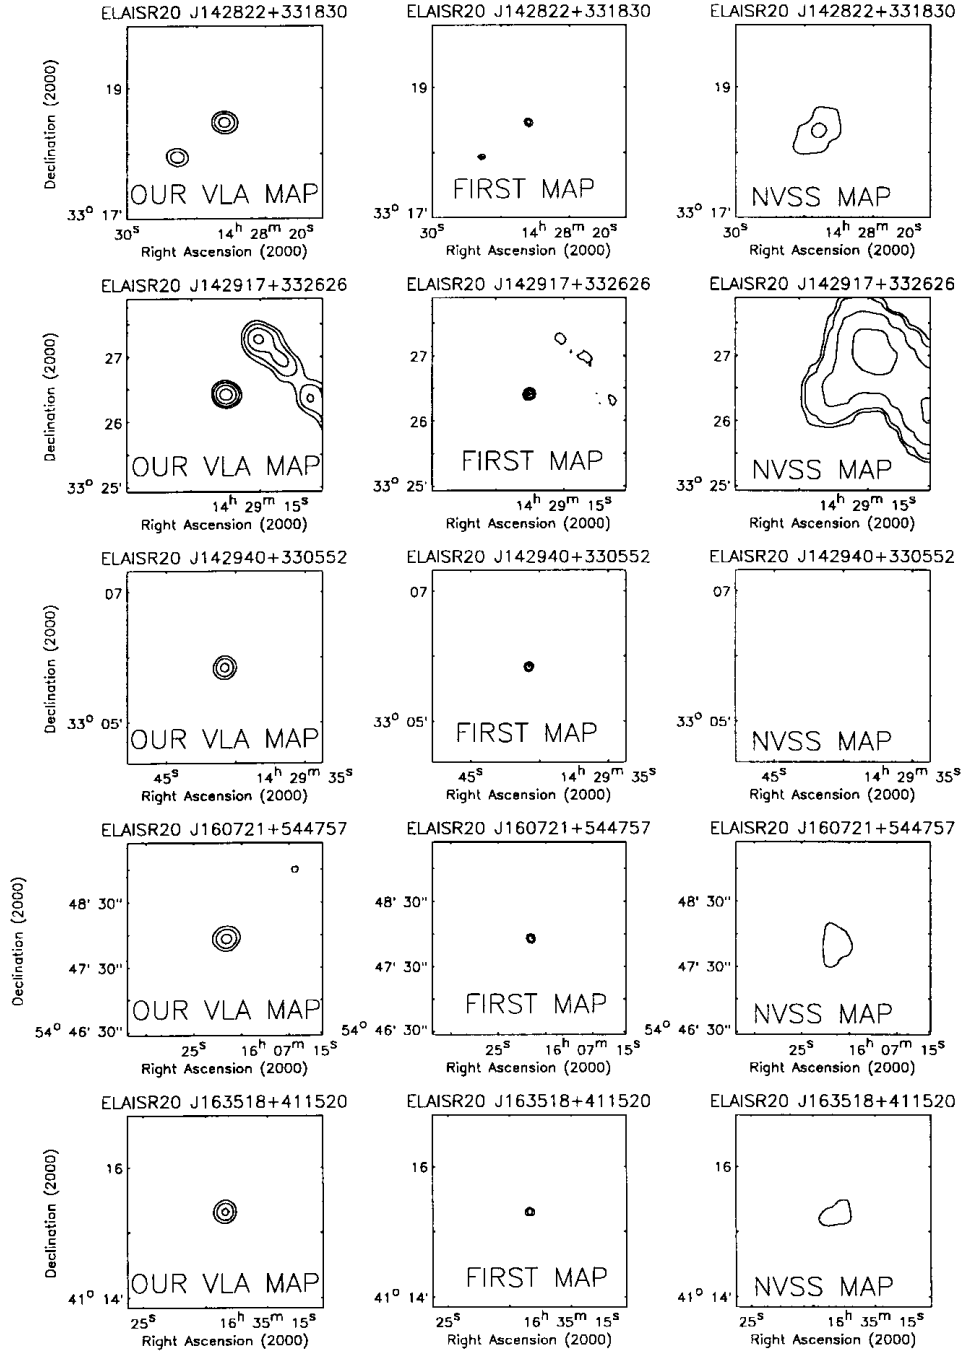 ELAISR20 J142822+331830
ELAISR20 J142822+331830
ELAISR20 J142822+331830
Declination (2000)
19
19
19
OUR VLA MAP
FIRST MAP
NVSS MAP
33° 17'
33° 17'
33° 17'
30ˢ 14ʰ 28ᵐ 20ˢ
30ˢ 14ʰ 28ᵐ 20ˢ
30ˢ 14ʰ 28ᵐ 20ˢ
Right Ascension (2000)
Right Ascension (2000)
Right Ascension (2000)
ELAISR20 J142917+332626
ELAISR20 J142917+332626
ELAISR20 J142917+332626
Declination (2000)
27
27
27
26
26
26
OUR VLA MAP
FIRST MAP
NVSS MAP
33° 25'
33° 25'
33° 25'
14ʰ 29ᵐ 15ˢ
14ʰ 29ᵐ 15ˢ
14ʰ 29ᵐ 15ˢ
Right Ascension (2000)
Right Ascension (2000)
Right Ascension (2000)
ELAISR20 J142940+330552
ELAISR20 J142940+330552
ELAISR20 J142940+330552
Declination (2000)
07
07
07
33° 05'
33° 05'
33° 05'
OUR VLA MAP
FIRST MAP
NVSS MAP
45ˢ 14ʰ 29ᵐ 35ˢ
45ˢ 14ʰ 29ᵐ 35ˢ
45ˢ 14ʰ 29ᵐ 35ˢ
Right Ascension (2000)
Right Ascension (2000)
Right Ascension (2000)
ELAISR20 J160721+544757
ELAISR20 J160721+544757
ELAISR20 J160721+544757
Declination (2000)
48' 30"
48' 30"
48' 30"
47' 30"
47' 30"
47' 30"
OUR VLA MAP
FIRST MAP
NVSS MAP
54° 46' 30"
54° 46' 30"
54° 46' 30"
25ˢ 16ʰ 07ᵐ 15ˢ
25ˢ 16ʰ 07ᵐ 15ˢ
25ˢ 16ʰ 07ᵐ 15ˢ
Right Ascension (2000)
Right Ascension (2000)
Right Ascension (2000)
ELAISR20 J163518+411520
ELAISR20 J163518+411520
ELAISR20 J163518+411520
Declination (2000)
16
16
16
OUR VLA MAP
FIRST MAP
NVSS MAP
41° 14'
41° 14'
41° 14'
25ˢ 16ʰ 35ᵐ 15ˢ
25ˢ 16ʰ 35ᵐ 15ˢ
25ˢ 16ʰ 35ᵐ 15ˢ
Right Ascension (2000)
Right Ascension (2000)
Right Ascension (2000)